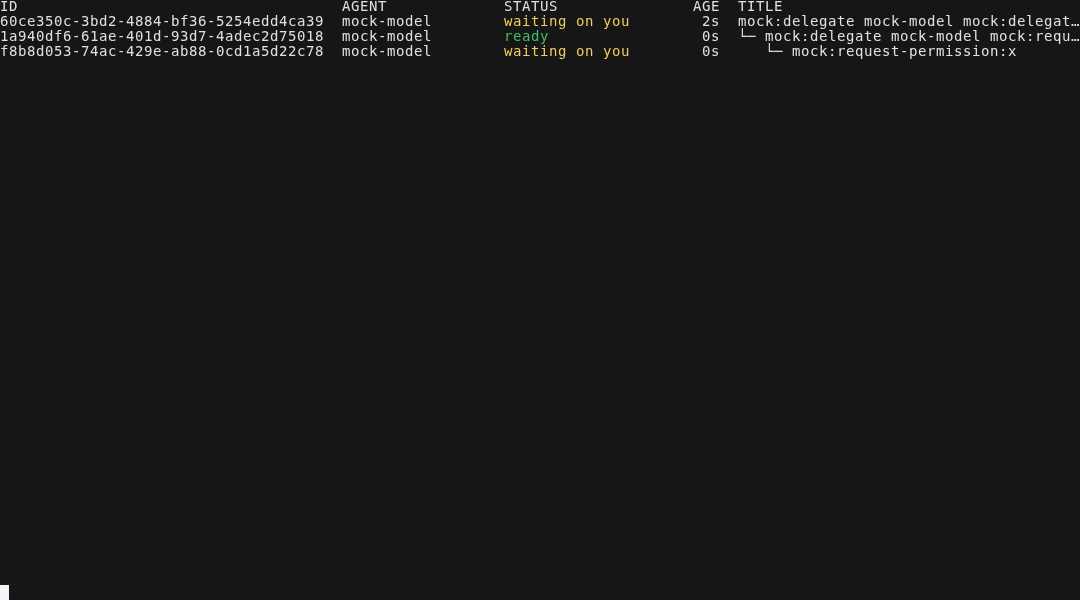 ID                                    AGENT             STATUS               AGE  TITLE
60ce350c-3bd2-4884-bf36-5254edd4ca39  mock-model        waiting on you        2s  mock:delegate mock-model mock:delegat…
1a940df6-61ae-401d-93d7-4adec2d75018  mock-model        ready                 0s  └─ mock:delegate mock-model mock:requ…
f8b8d053-74ac-429e-ab88-0cd1a5d22c78  mock-model        waiting on you        0s     └─ mock:request-permission:x